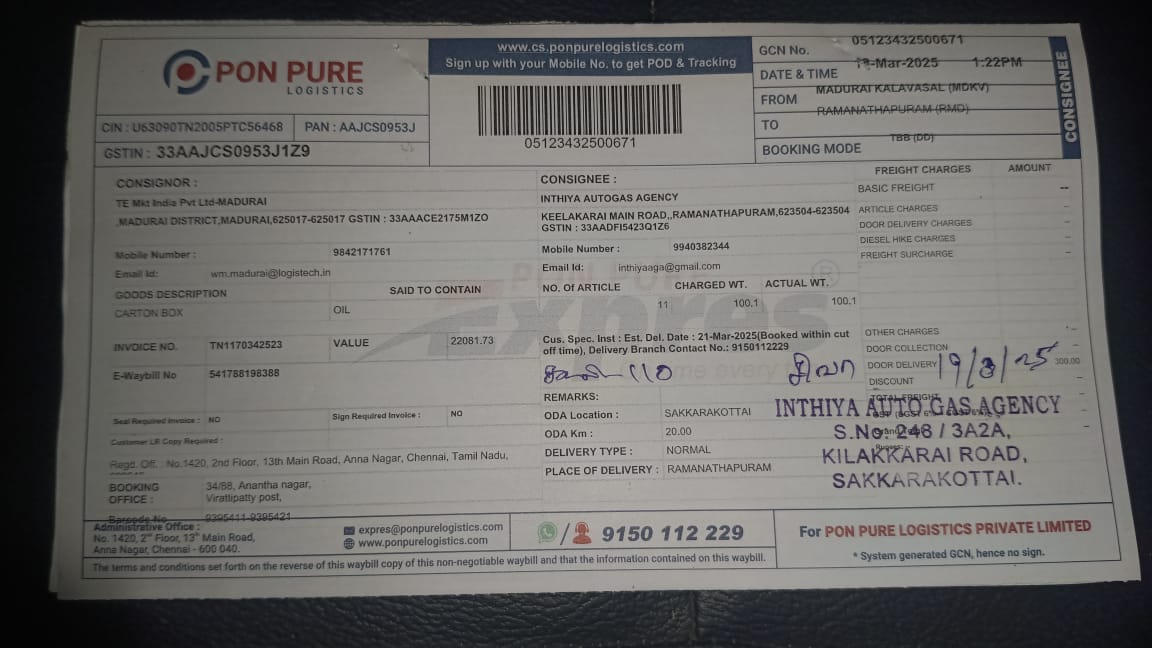 PON PURE
LOGISTICS
CIN : U63090TN2005PTC56468 PAN : AAJCS0953J
GSTIN : 33AAJCS0953J1Z9
www.cs.ponpurelogistics.com
Sign up with your Mobile No. to get POD & Tracking
05123432500671
GCN No. 05123432500671
DATE & TIME 18-Mar-2025 1:22PM
FROM MADURAI KALAVASAL (MDKV)
TO RAMANATHAPURAM (RMD)
BOOKING MODE TBB (DD)
CONSIGNEE
CONSIGNOR :
TE Mkt India Pvt Ltd-MADURAI
,MADURAI DISTRICT,MADURAI,625017-625017 GSTIN : 33AAACE2175M1ZO
Mobile Number : 9842171761
Email Id: wm.madurai@logistech.in
GOODS DESCRIPTION SAID TO CONTAIN
CARTON BOX OIL
INVOICE NO. TN1170342523 VALUE 22081.73
E-Waybill No 541788198388
Seal Required Invoice : NO Sign Required Invoice : NO
Customer LR Copy Required :
Regd. Off. : No.1420, 2nd Floor, 13th Main Road, Anna Nagar, Chennai, Tamil Nadu,
BOOKING OFFICE : 34/88, Anantha nagar,
Viratlipatty post,
Barcode No 9395411-9395421
CONSIGNEE :
INTHIYA AUTOGAS AGENCY
KEELAKARAI MAIN ROAD,,RAMANATHAPURAM,623504-623504
GSTIN : 33AADFI5423Q1Z6
Mobile Number : 9940382344
Email Id: inthiyaaga@gmail.com
NO. Of ARTICLE CHARGED WT. ACTUAL WT.
11 100.1 100.1
Cus. Spec. Inst : Est. Del. Date : 21-Mar-2025(Booked within cut
off time), Delivery Branch Contact No.: 9150112229
110 சிவா 19/3/25
REMARKS:
ODA Location : SAKKARAKOTTAI
ODA Km : 20.00
DELIVERY TYPE : NORMAL
PLACE OF DELIVERY : RAMANATHAPURAM
FREIGHT CHARGES AMOUNT
BASIC FREIGHT --
ARTICLE CHARGES -
DOOR DELIVERY CHARGES -
DIESEL HIKE CHARGES -
FREIGHT SURCHARGE -
OTHER CHARGES -
DOOR COLLECTION -
DOOR DELIVERY 300.00
DISCOUNT
TOTAL FREIGHT
INTHIYA AUTO GAS AGENCY
S.No. 248 / 3A2A,
KILAKKARAI ROAD,
SAKKARAKOTTAI.
PON PURE
Expres
Administrative Office :
No. 1420, 2nd Floor, 13th Main Road,
Anna Nagar, Chennai - 600 040.
expres@ponpurelogistics.com
www.ponpurelogistics.com
9150 112 229
For PON PURE LOGISTICS PRIVATE LIMITED
* System generated GCN, hence no sign.
The terms and conditions set forth on the reverse of this waybill copy of this non-negotiable waybill and that the information contained on this waybill.